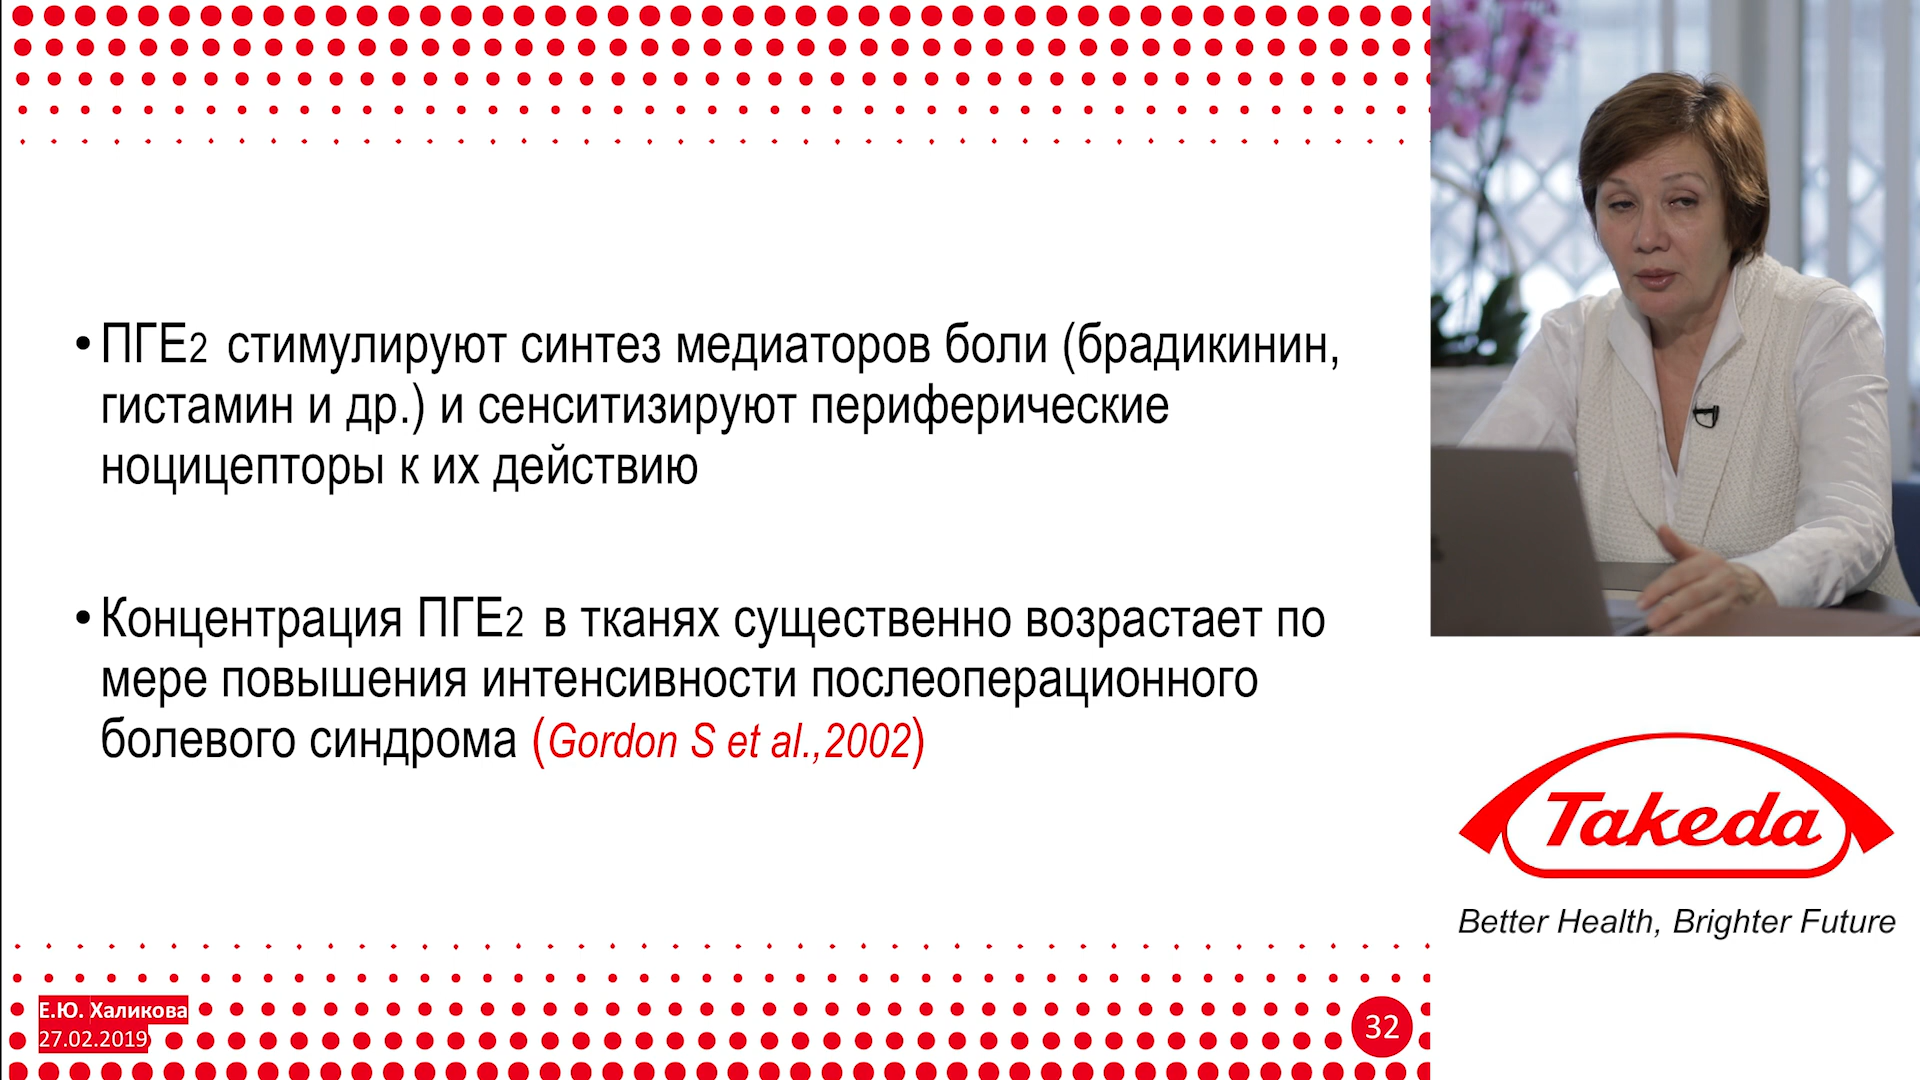 • ПГЕ2 стимулируют синтез медиаторов боли (брадикинин,
гистамин и др.) и сенситизируют периферические
ноцицепторы к их действию
• Концентрация ПГЕ2 в тканях существенно возрастает по
мере повышения интенсивности послеоперационного
болевого синдрома (Gordon S et al.,2002)
Takeda
Better Health, Brighter Future
Е.Ю. Халикова
27.02.2019
32